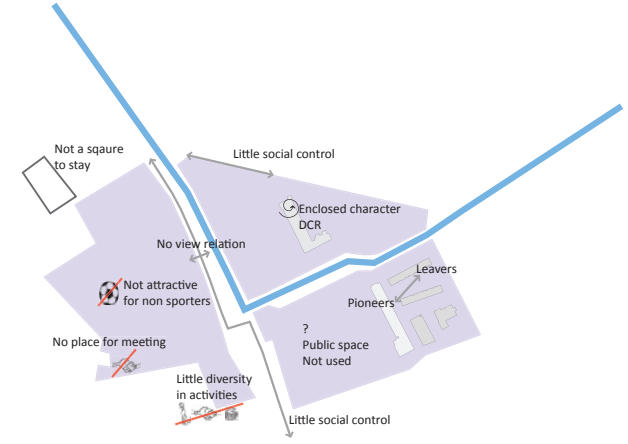 Not a sqaure
to stay
Little social control
Enclosed character
DCR
No view relation
Not attractive
for non sporters
Leavers
Pioneers
?
Public space
Not used
No place for meeting
Little diversity
in activities
Little social control